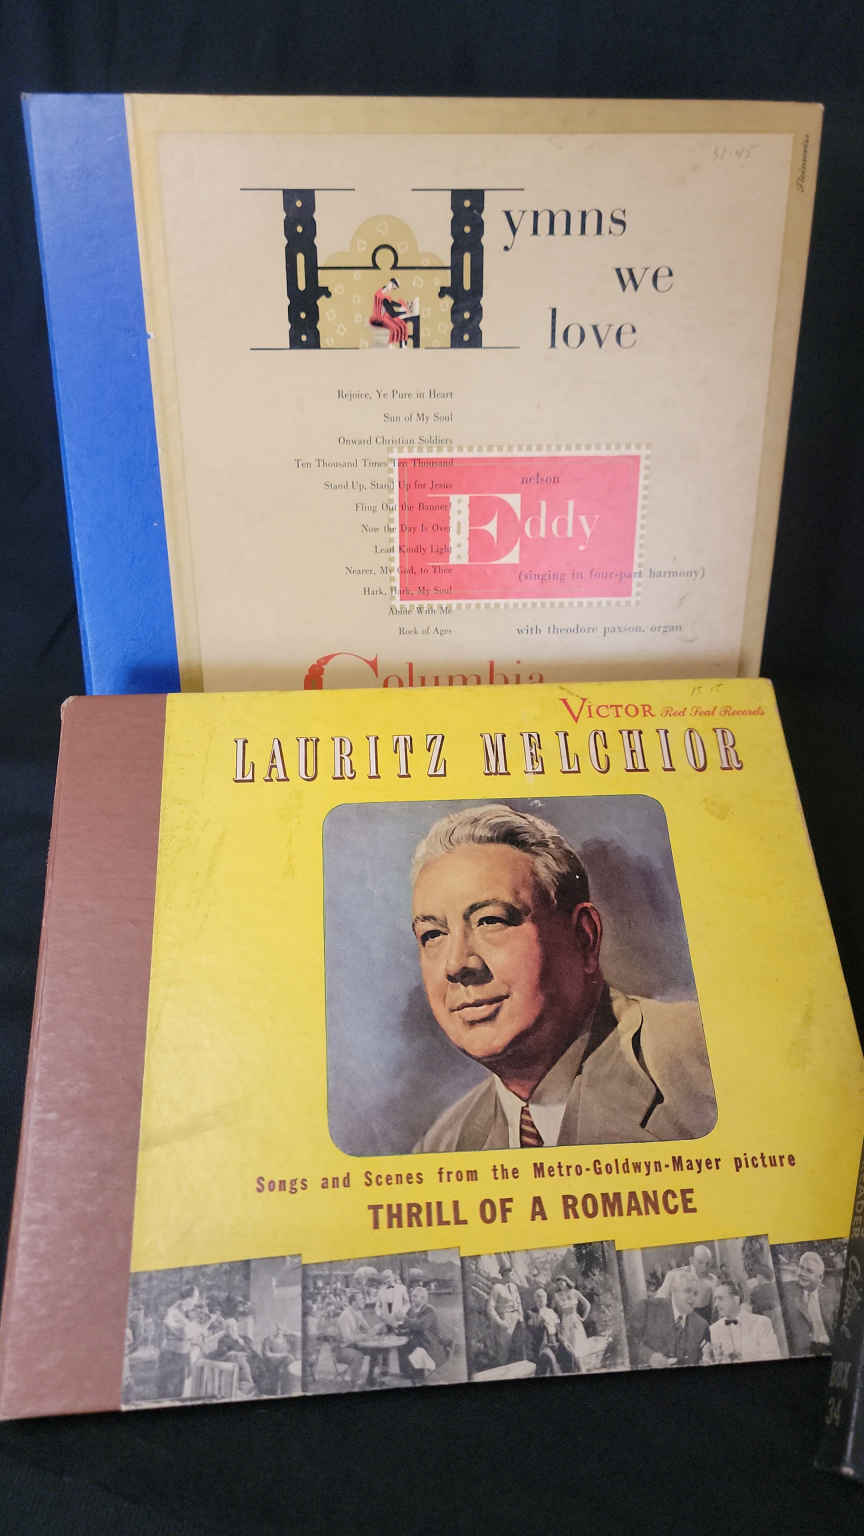 Steinweiss
Hymns
we
love
Rejoice, Ye Pure in Heart
Sun of My Soul
Onward Christian Soldiers
Ten Thousand Times Ten Thousand
Stand Up, Stand Up for Jesus
Fling Out the Banner!
Now the Day Is Over
Lead Kindly Light
Nearer, My God, to Thee
Hark, Hark, My Soul
Abide With Me
Rock of Ages
nelson
Eddy
(singing in four-part harmony)
with theodore paxson, organ
Columbia
VICTOR Red Seal Records
LAURITZ MELCHIOR
Songs and Scenes from the Metro-Goldwyn-Mayer picture
THRILL OF A ROMANCE
34